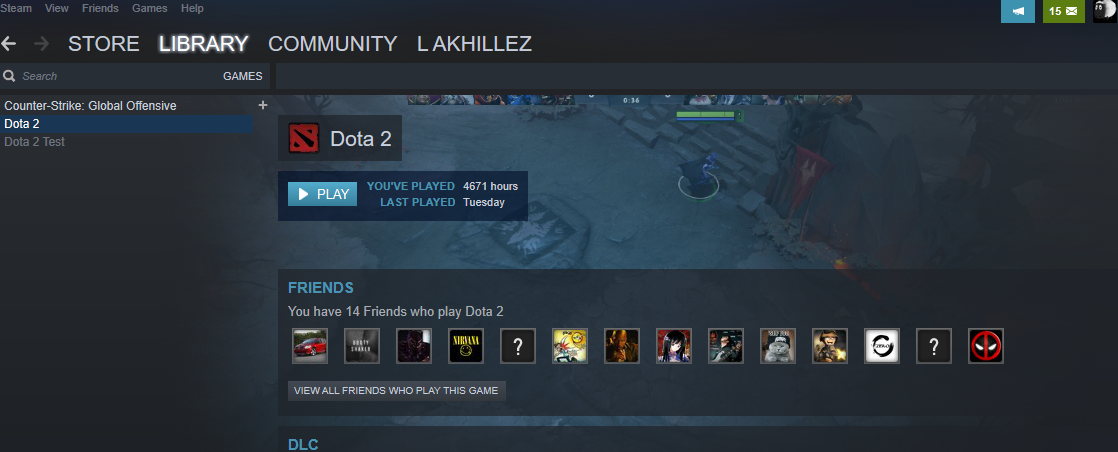 Steam View Friends Games Help
15
STORE LIBRARY COMMUNITY L AKHILLEZ
Search GAMES
Counter-Strike: Global Offensive +
Dota 2
Dota 2 Test
0:36
Dota 2
PLAY
YOU'VE PLAYED 4671 hours
LAST PLAYED Tuesday
FRIENDS
You have 14 Friends who play Dota 2
BOOTY
SHAKER
NIRVANA
?
?
VIEW ALL FRIENDS WHO PLAY THIS GAME
DLC